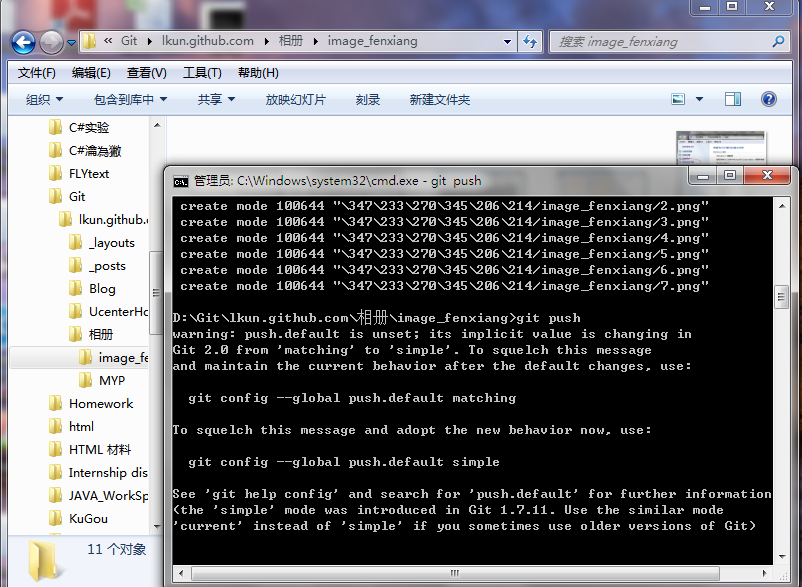 « Git lkun.github.com 相册 image_fenxiang
搜索 image_fenxiang
文件(F) 编辑(E) 查看(V) 工具(T) 帮助(H)
组织 包含到库中 共享 放映幻灯片 刻录 新建文件夹
C#实验
C#瀹為獙
FLYtext
Git
lkun.github.c
_layouts
_posts
Blog
UcenterHo
相册
image_fe
MYP
Homework
html
HTML 材料
Internship dis
JAVA_WorkSp
KuGou
11 个对象
管理员: C:\Windows\system32\cmd.exe - git push
create mode 100644 "\347\233\270\345\206\214/image_fenxiang/2.png"
create mode 100644 "\347\233\270\345\206\214/image_fenxiang/3.png"
create mode 100644 "\347\233\270\345\206\214/image_fenxiang/4.png"
create mode 100644 "\347\233\270\345\206\214/image_fenxiang/5.png"
create mode 100644 "\347\233\270\345\206\214/image_fenxiang/6.png"
create mode 100644 "\347\233\270\345\206\214/image_fenxiang/7.png"
D:\Git\lkun.github.com\相册\image_fenxiang>git push
warning: push.default is unset; its implicit value is changing in
Git 2.0 from 'matching' to 'simple'. To squelch this message
and maintain the current behavior after the default changes, use:
git config --global push.default matching
To squelch this message and adopt the new behavior now, use:
git config --global push.default simple
See 'git help config' and search for 'push.default' for further information
(the 'simple' mode was introduced in Git 1.7.11. Use the similar mode
'current' instead of 'simple' if you sometimes use older versions of Git)